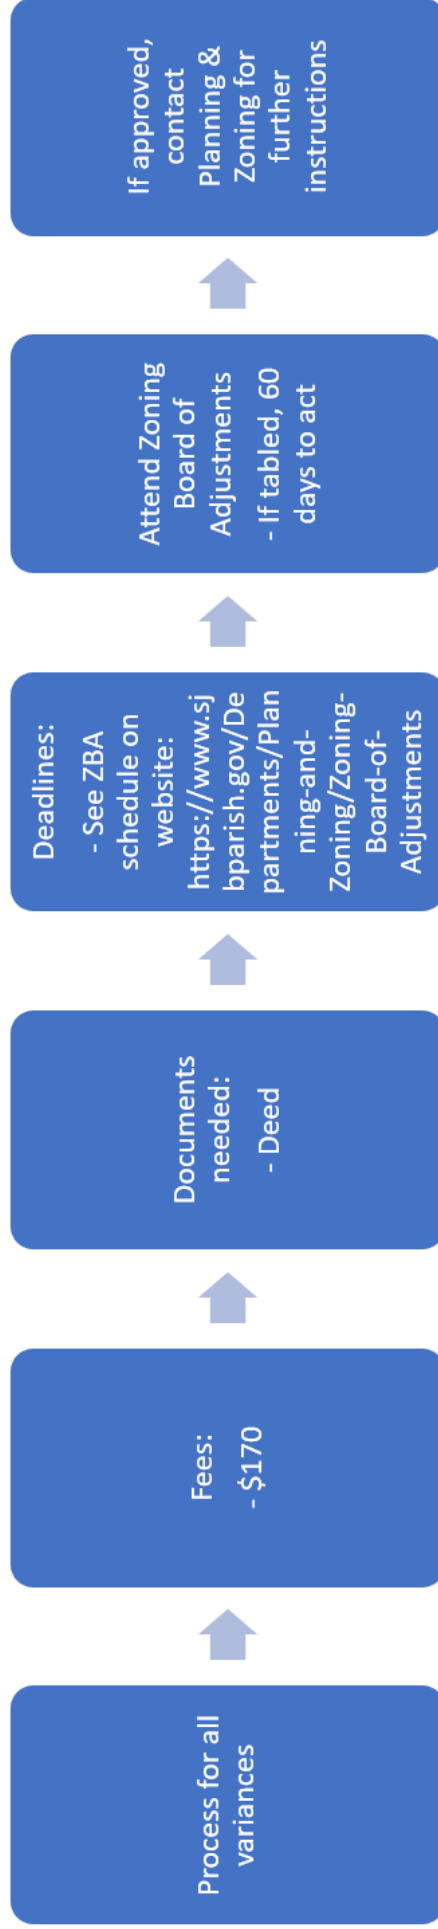 Process for all
variances
Fees:
- $170
Documents
needed:
- Deed
Deadlines:
- See ZBA
schedule on
website:
https://www.sj
bparish.gov/De
partments/Plan
ning-and-
Zoning/Zoning-
Board-of-
Adjustments
Attend Zoning
Board of
Adjustments
- If tabled, 60
days to act
If approved,
contact
Planning &
Zoning for
further
instructions